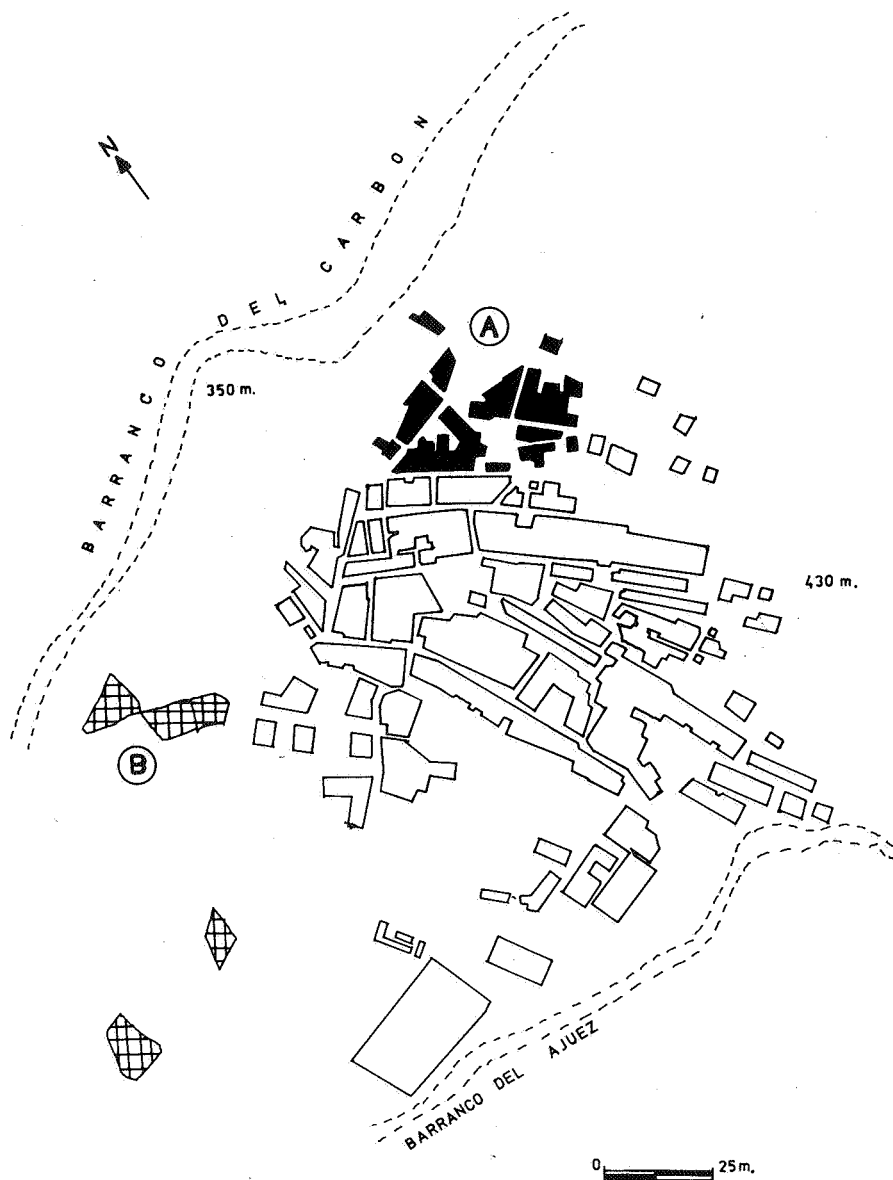 N
BARRANCO DEL CARBON
A
350 m.
430 m.
B
BARRANCO DEL AJUEZ
0 25 m.